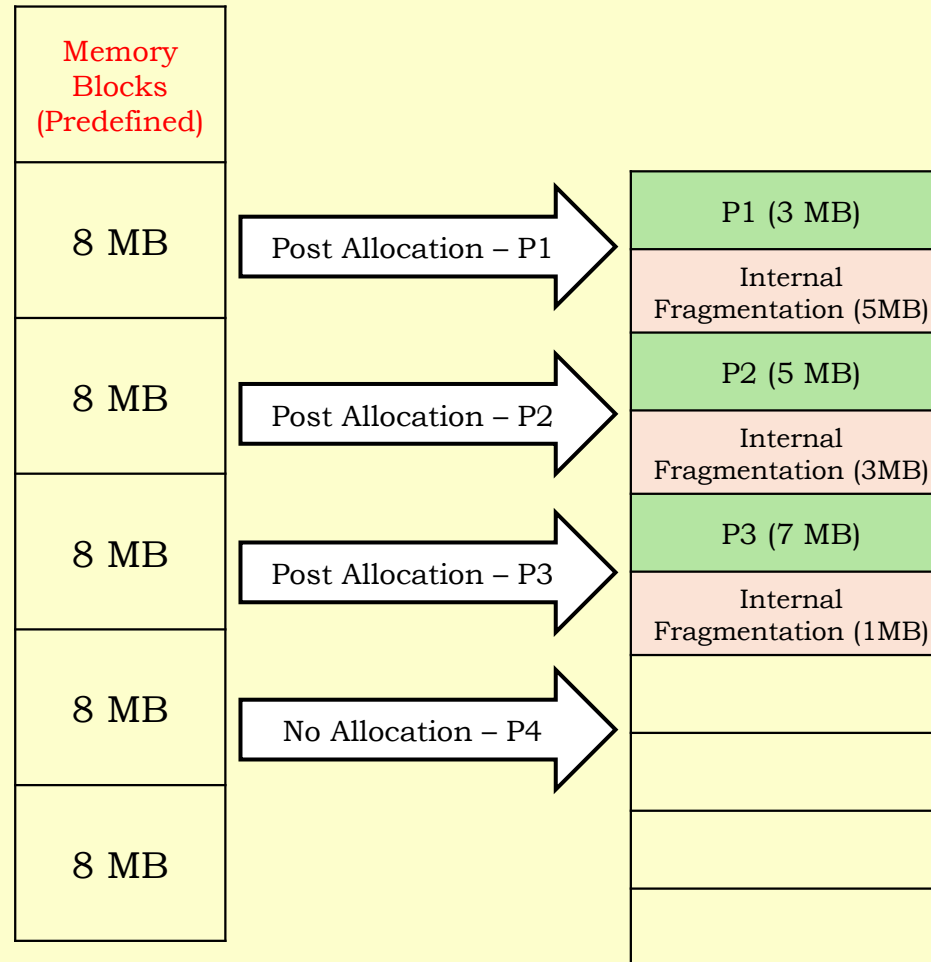 Memory
Blocks
(Predefined)
8 MB
Post Allocation – P1
P1 (3 MB)
Internal
Fragmentation (5MB)
8 MB
Post Allocation – P2
P2 (5 MB)
Internal
Fragmentation (3MB)
8 MB
Post Allocation – P3
P3 (7 MB)
Internal
Fragmentation (1MB)
8 MB
No Allocation – P4
8 MB